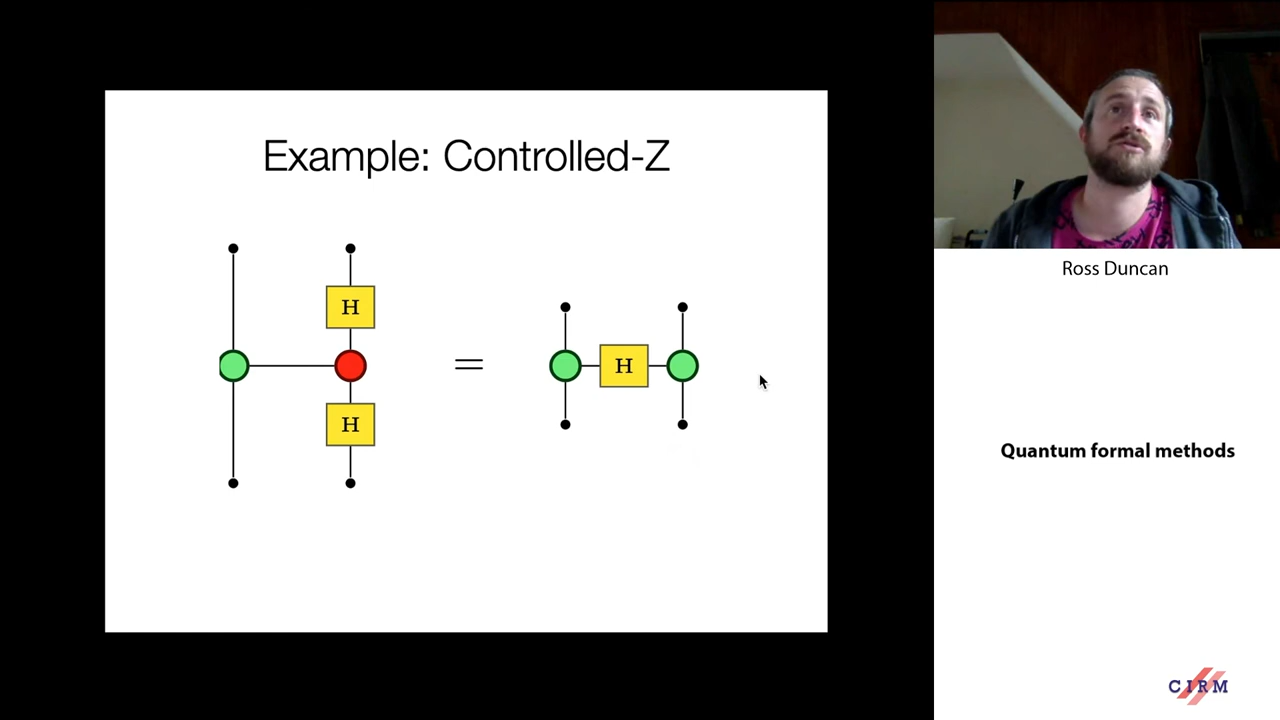 Example: Controlled-Z
H
H
=
H
Ross Duncan
Quantum formal methods
CIRM